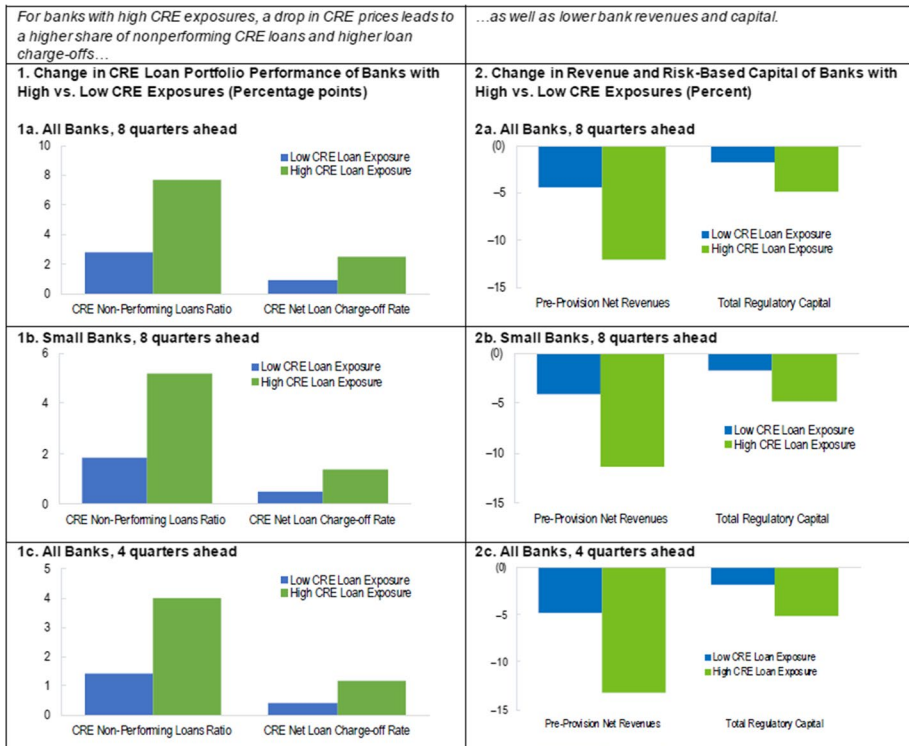 For banks with high CRE exposures, a drop in CRE prices leads to
a higher share of nonperforming CRE loans and higher loan
charge-offs…
…as well as lower bank revenues and capital.
1. Change in CRE Loan Portfolio Performance of Banks with
High vs. Low CRE Exposures (Percentage points)
2. Change in Revenue and Risk-Based Capital of Banks with
High vs. Low CRE Exposures (Percent)
1a. All Banks, 8 quarters ahead
10
8
6
4
2
0
Low CRE Loan Exposure
High CRE Loan Exposure
CRE Non-Performing Loans Ratio
CRE Net Loan Charge-off Rate
2a. All Banks, 8 quarters ahead
(0)
–5
–10
–15
Low CRE Loan Exposure
High CRE Loan Exposure
Pre-Provision Net Revenues
Total Regulatory Capital
1b. Small Banks, 8 quarters ahead
6
4
2
0
Low CRE Loan Exposure
High CRE Loan Exposure
CRE Non-Performing Loans Ratio
CRE Net Loan Charge-off Rate
2b. Small Banks, 8 quarters ahead
(0)
–5
–10
–15
Low CRE Loan Exposure
High CRE Loan Exposure
Pre-Provision Net Revenues
Total Regulatory Capital
1c. All Banks, 4 quarters ahead
5
4
3
2
1
0
Low CRE Loan Exposure
High CRE Loan Exposure
CRE Non-Performing Loans Ratio
CRE Net Loan Charge-off Rate
2c. All Banks, 4 quarters ahead
(0)
–5
–10
–15
Low CRE Loan Exposure
High CRE Loan Exposure
Pre-Provision Net Revenues
Total Regulatory Capital